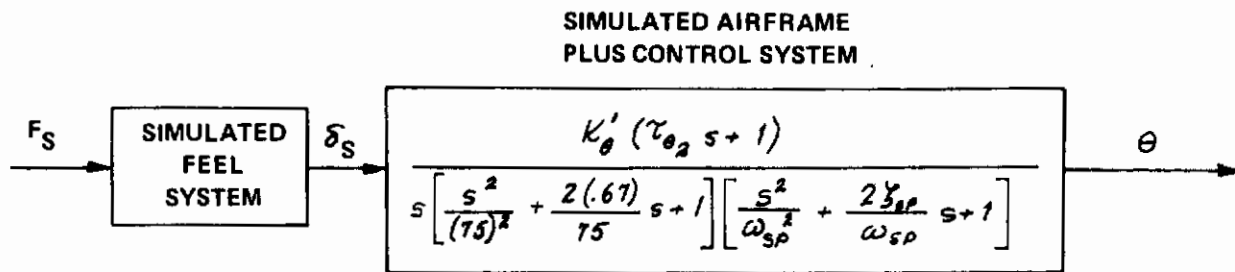 SIMULATED AIRFRAME
PLUS CONTROL SYSTEM
F_S
SIMULATED
FEEL
SYSTEM
δ_S
K'_θ (τ_θ2 s + 1)
s[s²/(75)² + 2(.67)/75 s + 1][s²/ω_sp² + 2ζ_sp/ω_sp s + 1]
θ